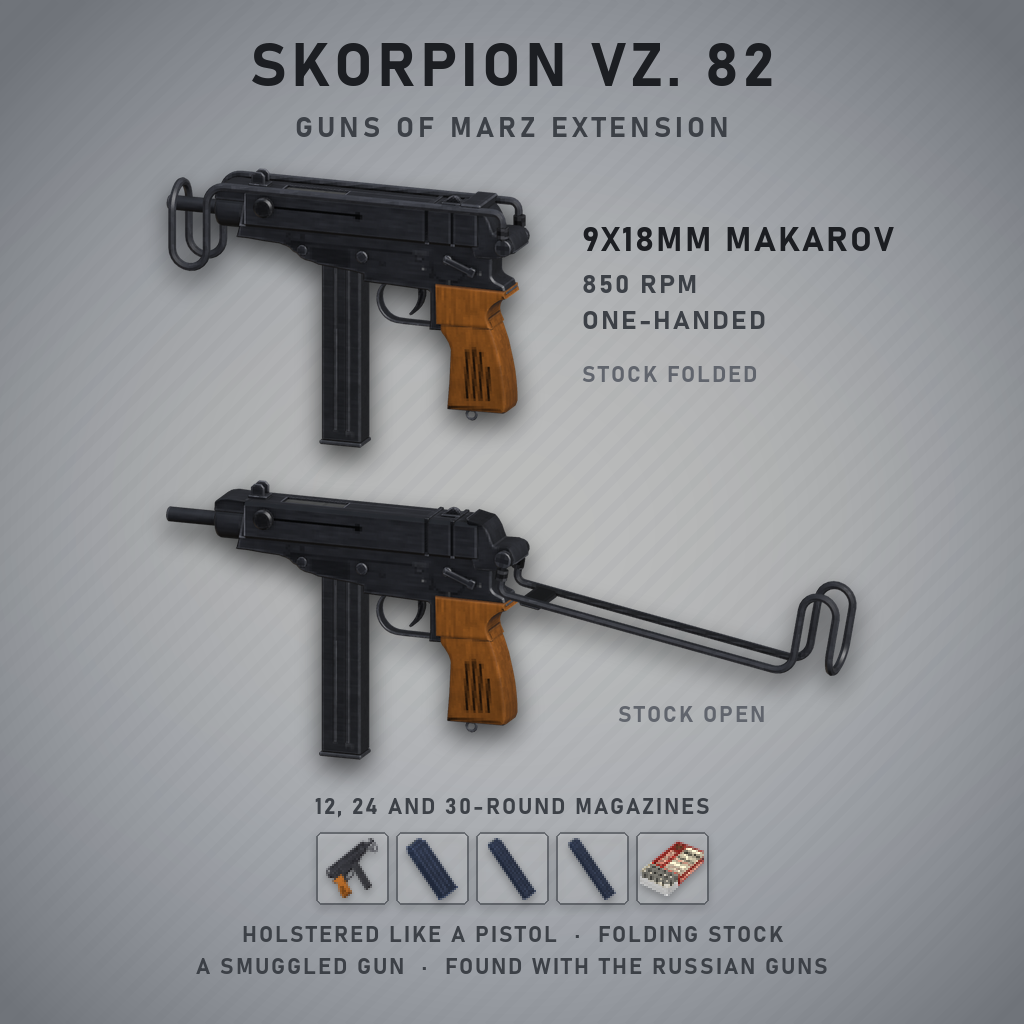 SKORPION VZ. 82
GUNS OF MARZ EXTENSION
9X18MM MAKAROV
850 RPM
ONE-HANDED
STOCK FOLDED
STOCK OPEN
12, 24 AND 30-ROUND MAGAZINES
HOLSTERED LIKE A PISTOL · FOLDING STOCK
A SMUGGLED GUN · FOUND WITH THE RUSSIAN GUNS